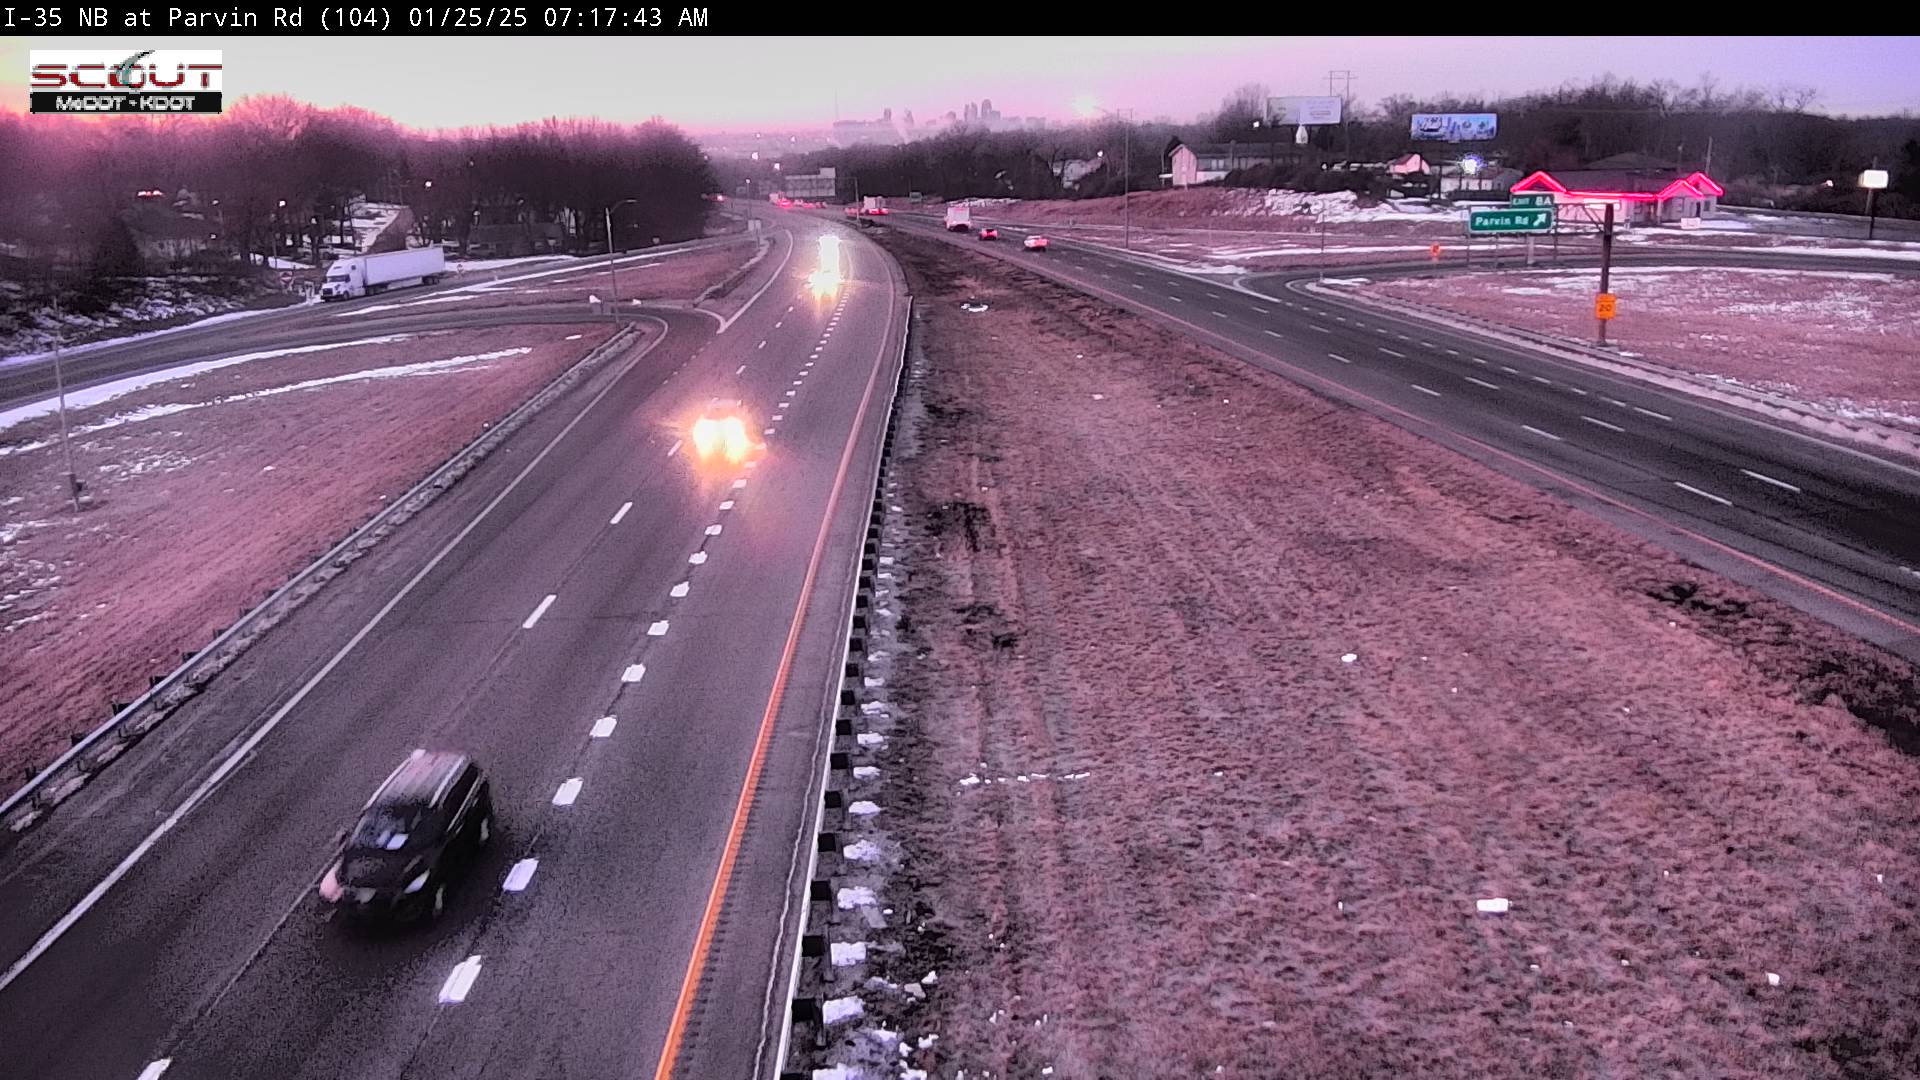 I-35 NB at Parvin Rd (104) 01/25/25 07:17:43 AM
SCOUT
MoDOT - KDOT
EXIT 8A
Parvin Rd